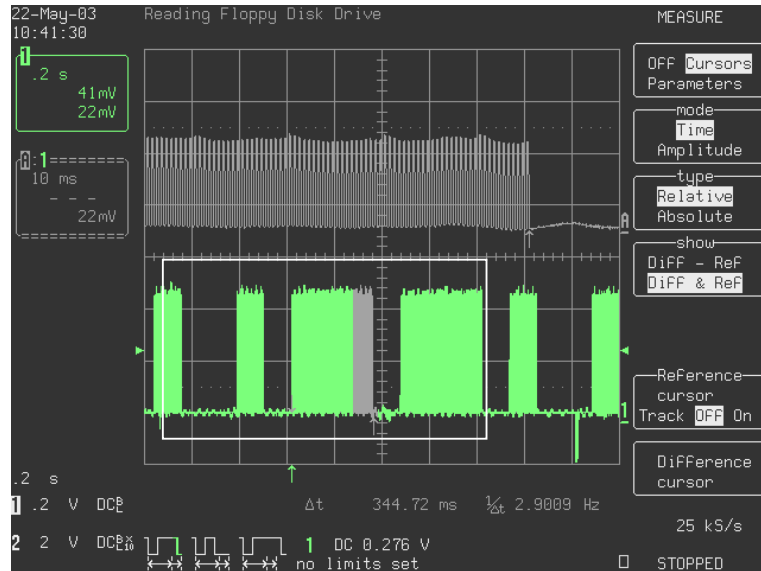 22-May-03
10:41:30
Reading Floppy Disk Drive
MEASURE
1
.2 s
41mV
22mV
A:1
10 ms
- - -
22mV
OFF Cursors
Parameters
mode
Time
Amplitude
type
Relative
Absolute
show
Diff - Ref
Diff & Ref
Reference
cursor
Track OFF On
Difference
cursor
A
1
.2 s
1 .2 V DC
Δt 344.72 ms 1/Δt 2.9009 Hz
2 2 V DC
1 DC 0.276 V
no limits set
25 kS/s
STOPPED